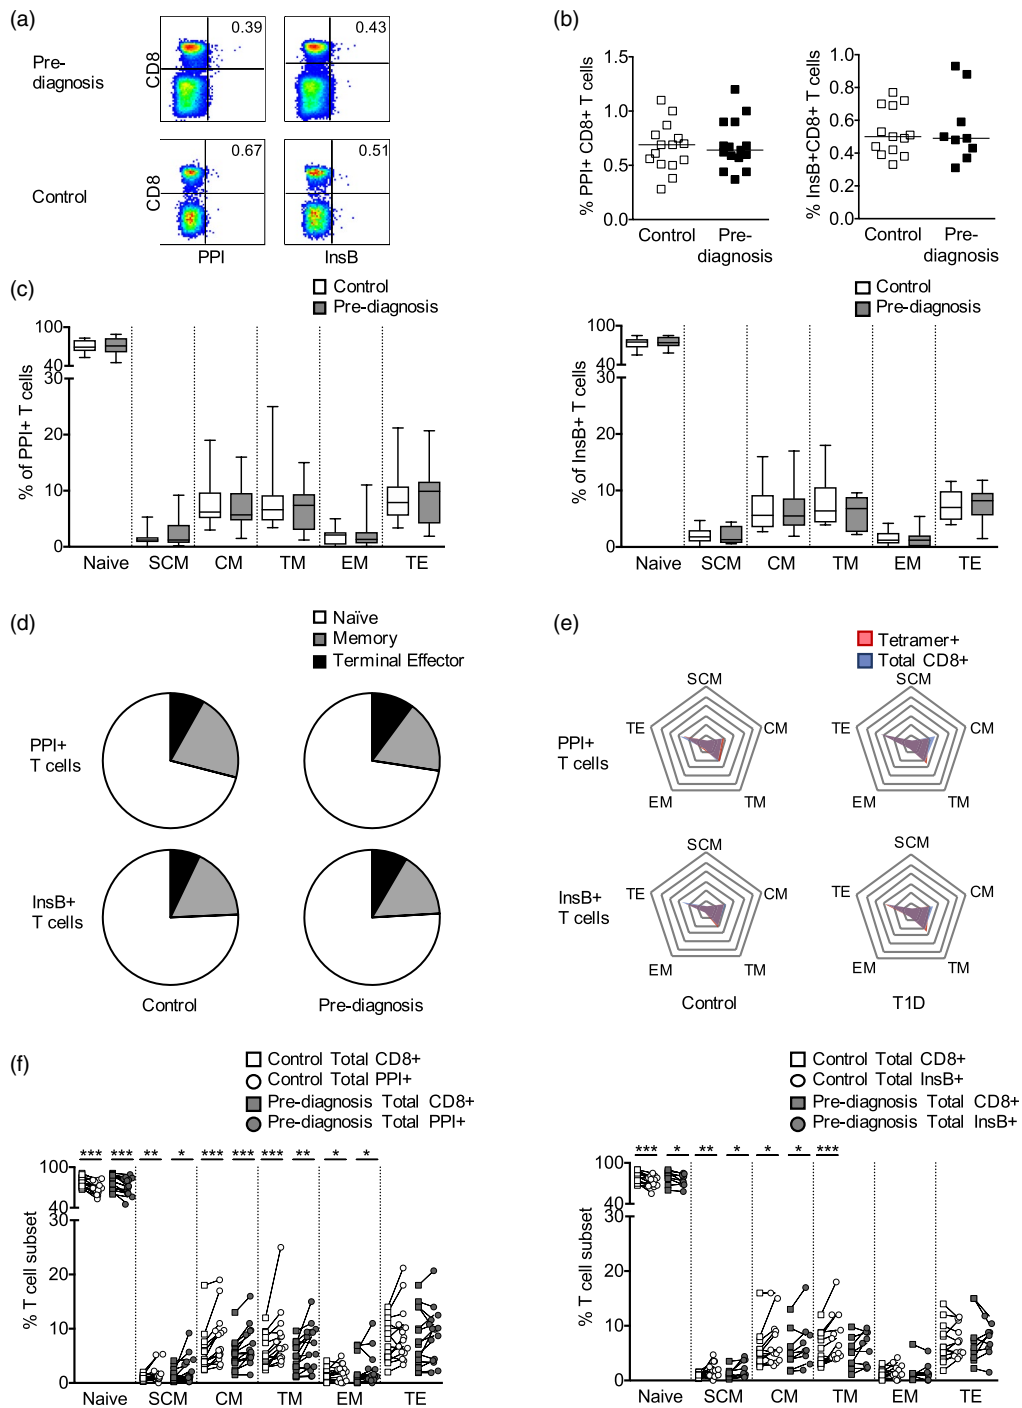 (a)
Pre-
diagnosis
CD8
0.39
0.43
Control
CD8
0.67
0.51
PPI
InsB
(b)
% PPI+ CD8+ T cells
1.5
1.0
0.5
0.0
Control
Pre-
diagnosis
% InsB+CD8+ T cells
1.0
0.8
0.6
0.4
0.2
0.0
Control
Pre-
diagnosis
(c)
Control
Pre-diagnosis
% of PPI+ T cells
100
40
30
20
10
0
Naive SCM CM TM EM TE
Control
Pre-diagnosis
% of InsB+ T cells
100
40
30
20
10
0
Naive SCM CM TM EM TE
(d)
Naïve
Memory
Terminal Effector
PPI+
T cells
InsB+
T cells
Control
Pre-diagnosis
(e)
Tetramer+
Total CD8+
PPI+
T cells
SCM
TE
CM
EM
TM
SCM
TE
CM
EM
TM
InsB+
T cells
SCM
TE
CM
EM
TM
SCM
TE
CM
EM
TM
Control
T1D
(f)
Control Total CD8+
Control Total PPI+
Pre-diagnosis Total CD8+
Pre-diagnosis Total PPI+
*** *** ** * *** *** *** ** * *
% T cell subset
100
40
30
20
10
0
Naive SCM CM TM EM TE
Control Total CD8+
Control Total InsB+
Pre-diagnosis Total CD8+
Pre-diagnosis Total InsB+
*** * ** * * * ***
% T cell subset
100
40
30
20
10
0
Naive SCM CM TM EM TE